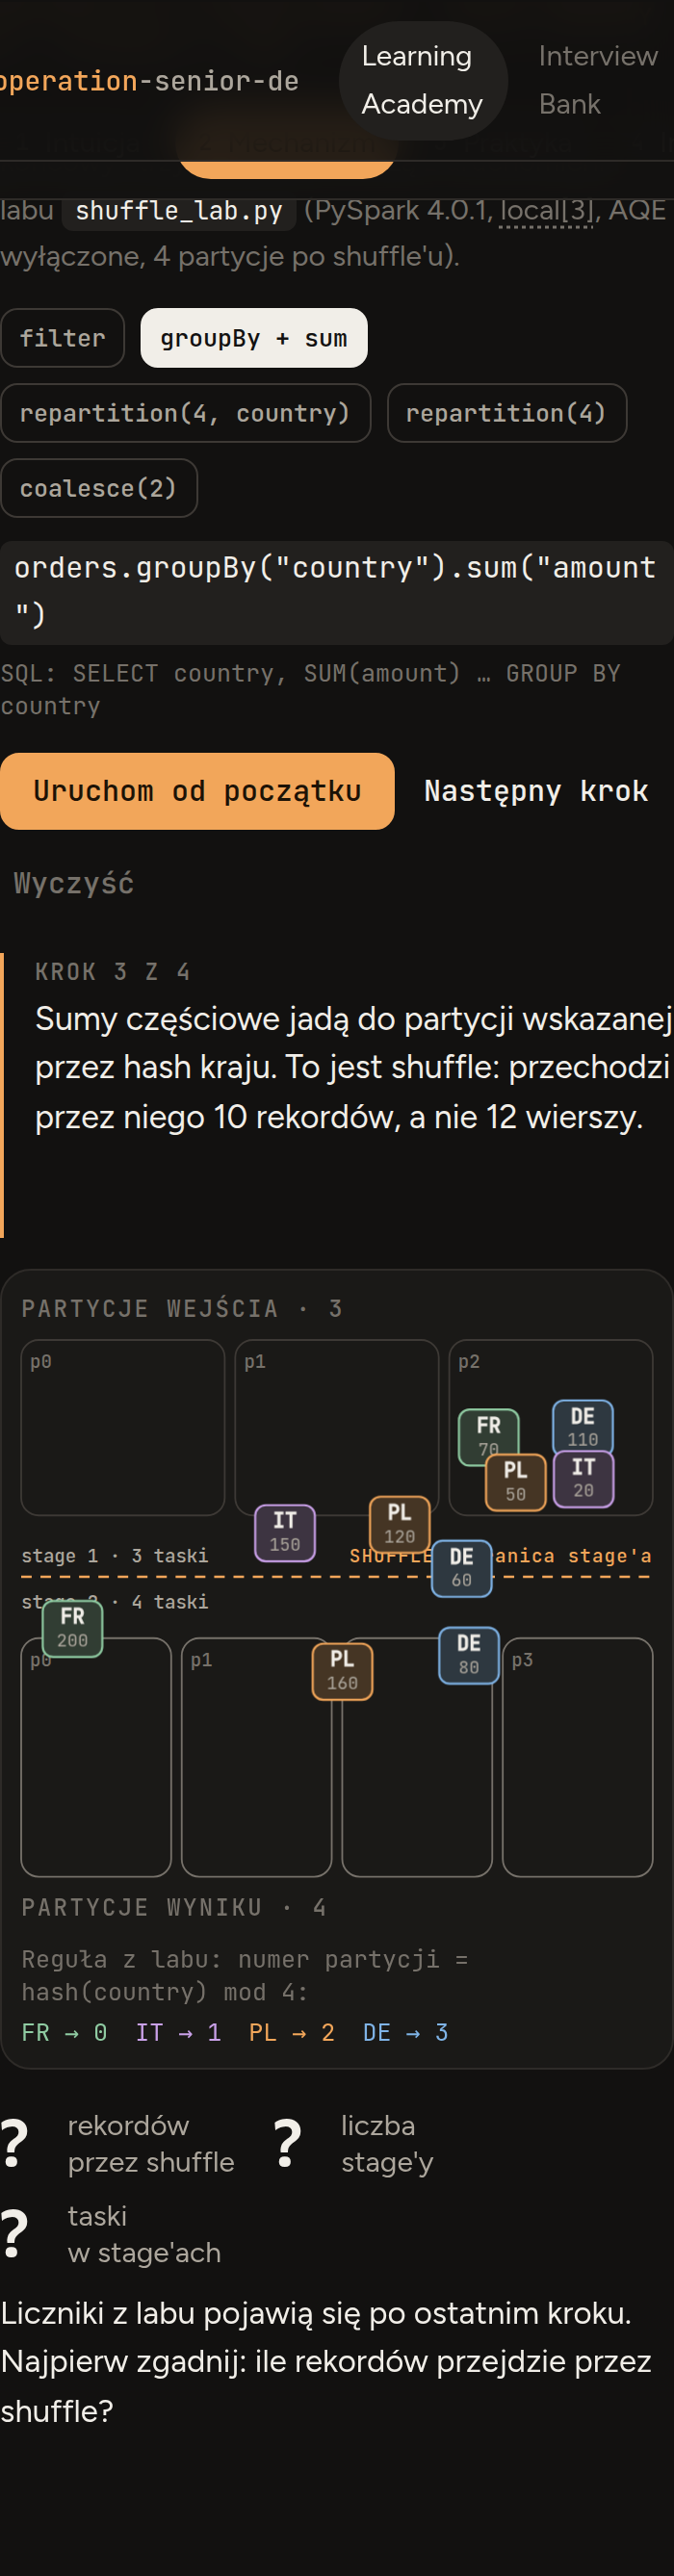 operation-senior-de
Learning
Academy
Interview
Bank
labu shuffle_lab.py (PySpark 4.0.1, local[3], AQE
wyłączone, 4 partycje po shuffle'u).
filter
groupBy + sum
repartition(4, country)
repartition(4)
coalesce(2)
orders.groupBy("country").sum("amount
")
SQL: SELECT country, SUM(amount) … GROUP BY
country
Uruchom od początku
Następny krok
Wyczyść
KROK 3 Z 4
Sumy częściowe jadą do partycji wskazanej
przez hash kraju. To jest shuffle: przechodzi
przez niego 10 rekordów, a nie 12 wierszy.
PARTYCJE WEJŚCIA · 3
p0
p1
p2
FR
70
DE
110
PL
50
IT
20
IT
150
PL
120
stage 1 · 3 taski
SHUFFLE
stage'a
DE
60
· 4 taski
FR
200
p0
p1
PL
160
DE
80
p3
PARTYCJE WYNIKU · 4
Reguła z labu: numer partycji =
hash(country) mod 4:
FR → 0 IT → 1 PL → 2 DE → 3
? rekordów
przez shuffle
? liczba
stage'y
? taski
w stage'ach
Liczniki z labu pojawią się po ostatnim kroku.
Najpierw zgadnij: ile rekordów przejdzie przez
shuffle?